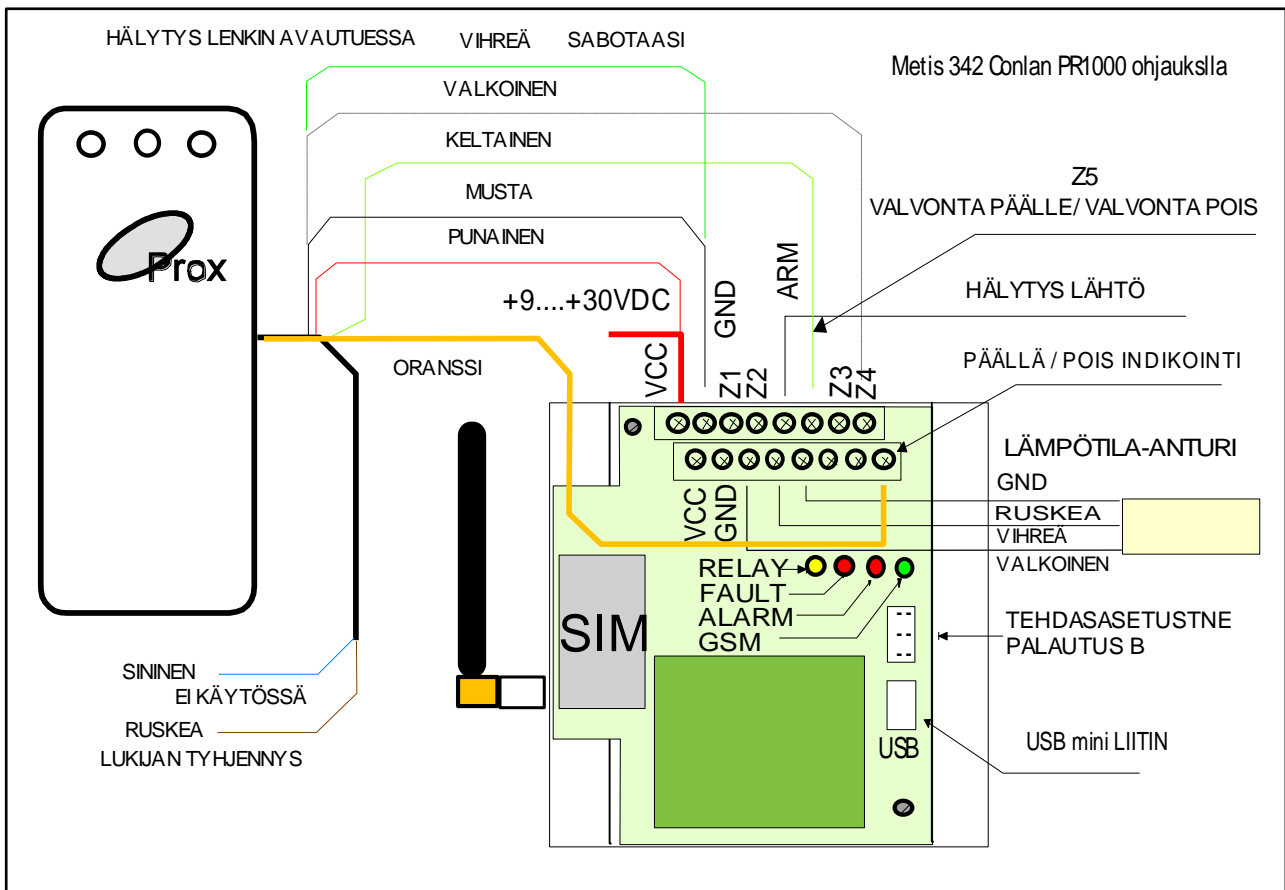 HÄLYTYS LENKIN AVAUTUESSA
VIHREÄ SABOTAASI
Metis 342 Conlan PR1000 ohjaukslla
VALKOINEN
KELTAINEN
MUSTA
PUNAINEN
Z5
VALVONTA PÄÄLLE/ VALVONTA POIS
Prox
+9....+30VDC
GND
ARM
HÄLYTYS LÄHTÖ
ORANSSI
VCC
Z1
Z2
Z3
Z4
PÄÄLLÄ / POIS INDIKOINTI
LÄMPÖTILA-ANTURI
GND
RUSKEA
VIHREÄ
VALKOINEN
VCC
GND
RELAY
FAULT
ALARM
GSM
SIM
TEHDASASETUSTNE
PALAUTUS B
SININEN
EI KÄYTÖSSÄ
RUSKEA
LUKIJAN TYHJENNYS
USB
USB mini LIITIN